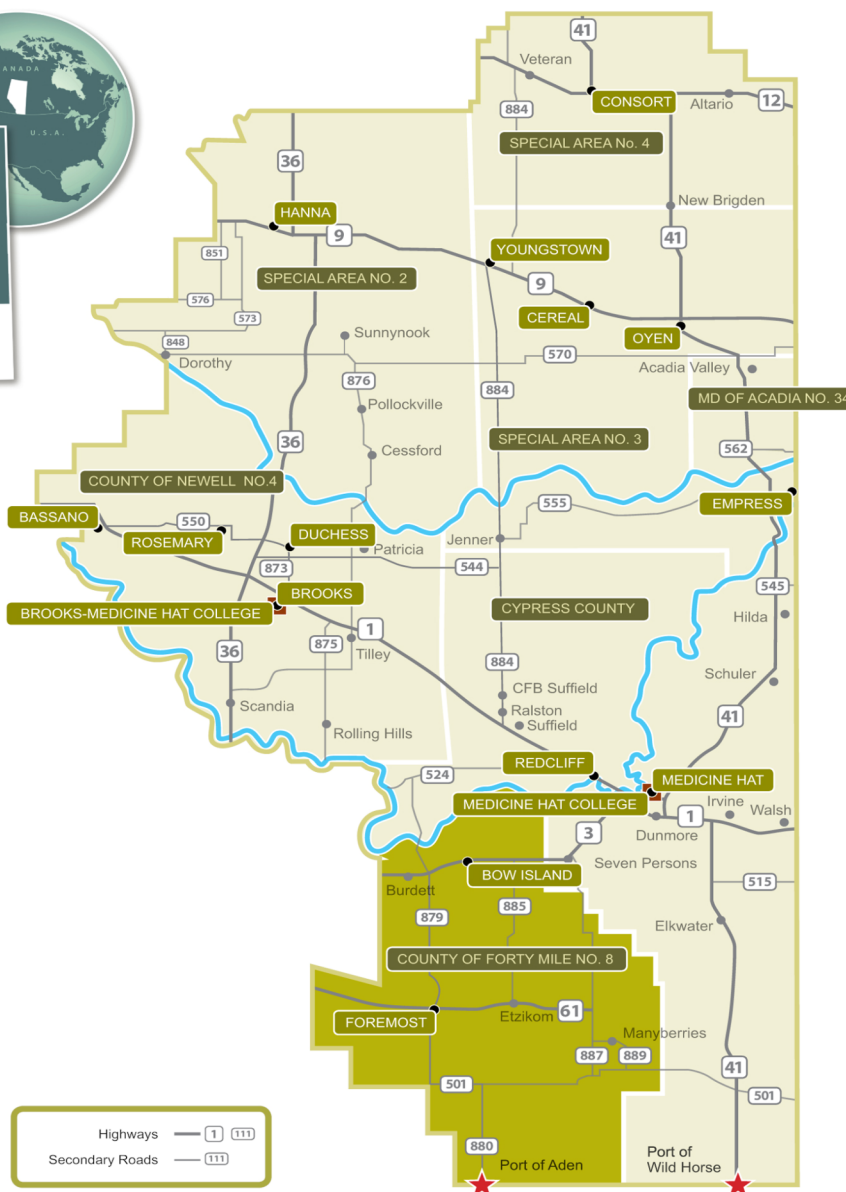 41
Veteran
CONSORT
Altario
12
CANADA
884
U.S.A.
SPECIAL AREA No. 4
36
New Brigden
HANNA
9
41
YOUNGSTOWN
851
SPECIAL AREA NO. 2
9
576
CEREAL
573
Sunnynook
OYEN
848
Dorothy
570
Acadia Valley
876
884
MD OF ACADIA NO. 34
Pollockville
36
SPECIAL AREA NO. 3
Cessford
562
COUNTY OF NEWELL NO.4
EMPRESS
555
BASSANO
550
DUCHESS
ROSEMARY
Jenner
Patricia
873
544
545
BROOKS
CYPRESS COUNTY
BROOKS-MEDICINE HAT COLLEGE
Hilda
1
875
36
Tilley
884
Schuler
CFB Suffield
Scandia
Ralston
41
Suffield
Rolling Hills
REDCLIFF
524
MEDICINE HAT
MEDICINE HAT COLLEGE
Irvine
Walsh
1
3
Dunmore
Seven Persons
BOW ISLAND
515
Burdett
885
879
Elkwater
COUNTY OF FORTY MILE NO. 8
61
Etzikom
FOREMOST
Manyberries
887
889
41
501
501
Highways 1 111
Secondary Roads 111
880
Port of Aden
Port of
Wild Horse